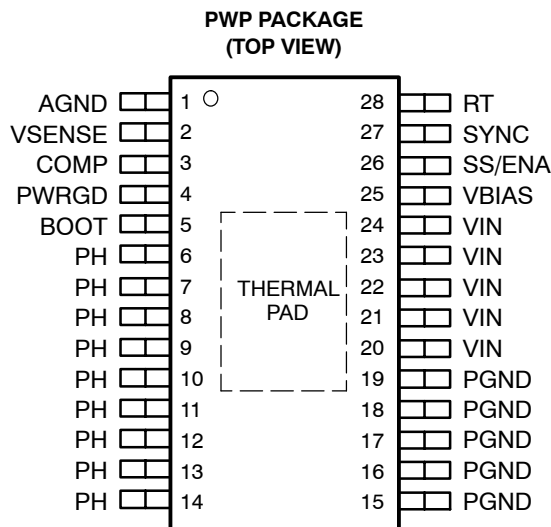 PWP PACKAGE
(TOP VIEW)
AGND 1 28 RT
VSENSE 2 27 SYNC
COMP 3 26 SS/ENA
PWRGD 4 25 VBIAS
BOOT 5 24 VIN
PH 6 23 VIN
PH 7 22 VIN
PH 8 21 VIN
PH 9 20 VIN
PH 10 19 PGND
PH 11 18 PGND
PH 12 17 PGND
PH 13 16 PGND
PH 14 15 PGND
THERMAL
PAD